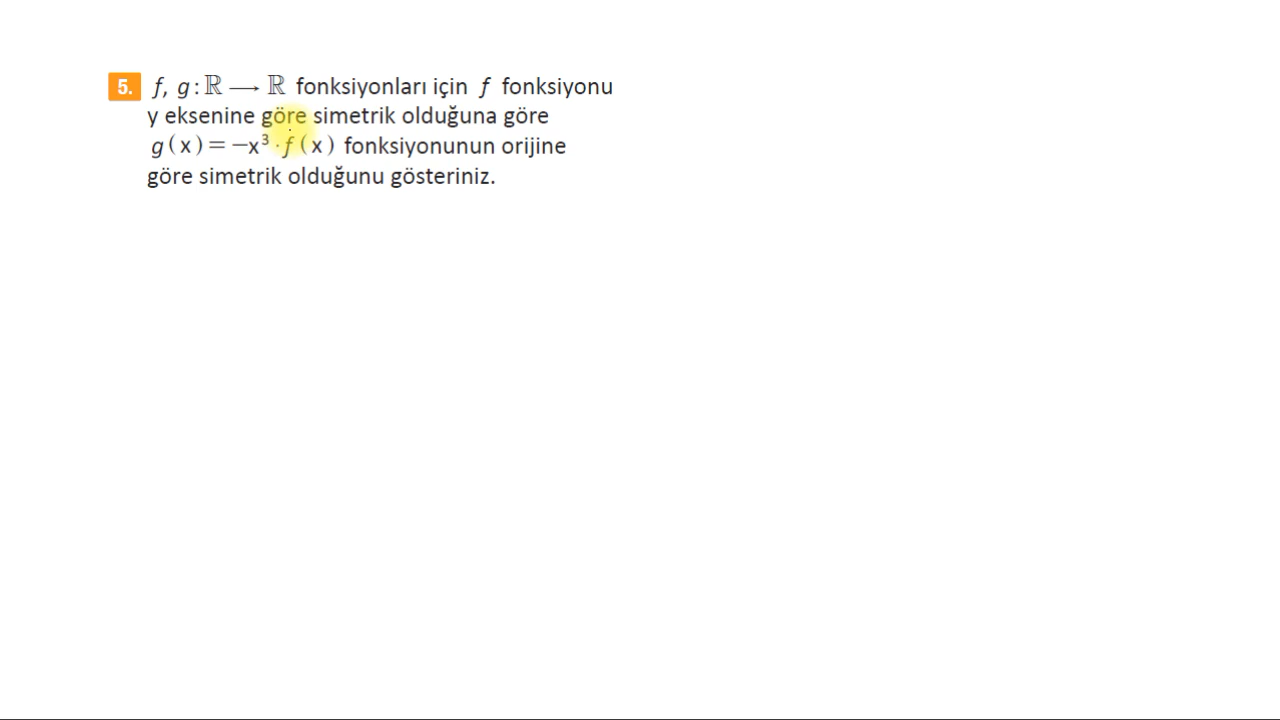 5. f, g : ℝ ⟶ ℝ fonksiyonları için f fonksiyonu
y eksenine göre simetrik olduğuna göre
g(x) = −x³ · f(x) fonksiyonunun orijine
göre simetrik olduğunu gösteriniz.